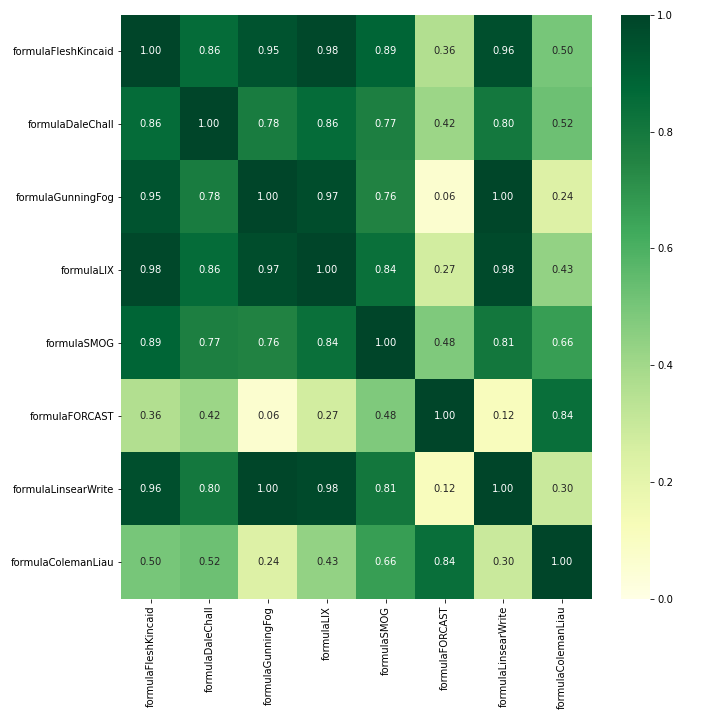 formulaFleshKincaid 1.00 0.86 0.95 0.98 0.89 0.36 0.96 0.50
formulaDaleChall 0.86 1.00 0.78 0.86 0.77 0.42 0.80 0.52
formulaGunningFog 0.95 0.78 1.00 0.97 0.76 0.06 1.00 0.24
formulaLIX 0.98 0.86 0.97 1.00 0.84 0.27 0.98 0.43
formulaSMOG 0.89 0.77 0.76 0.84 1.00 0.48 0.81 0.66
formulaFORCAST 0.36 0.42 0.06 0.27 0.48 1.00 0.12 0.84
formulaLinsearWrite 0.96 0.80 1.00 0.98 0.81 0.12 1.00 0.30
formulaColemanLiau 0.50 0.52 0.24 0.43 0.66 0.84 0.30 1.00
formulaFleshKincaid
formulaDaleChall
formulaGunningFog
formulaLIX
formulaSMOG
formulaFORCAST
formulaLinsearWrite
formulaColemanLiau
1.0
0.8
0.6
0.4
0.2
0.0